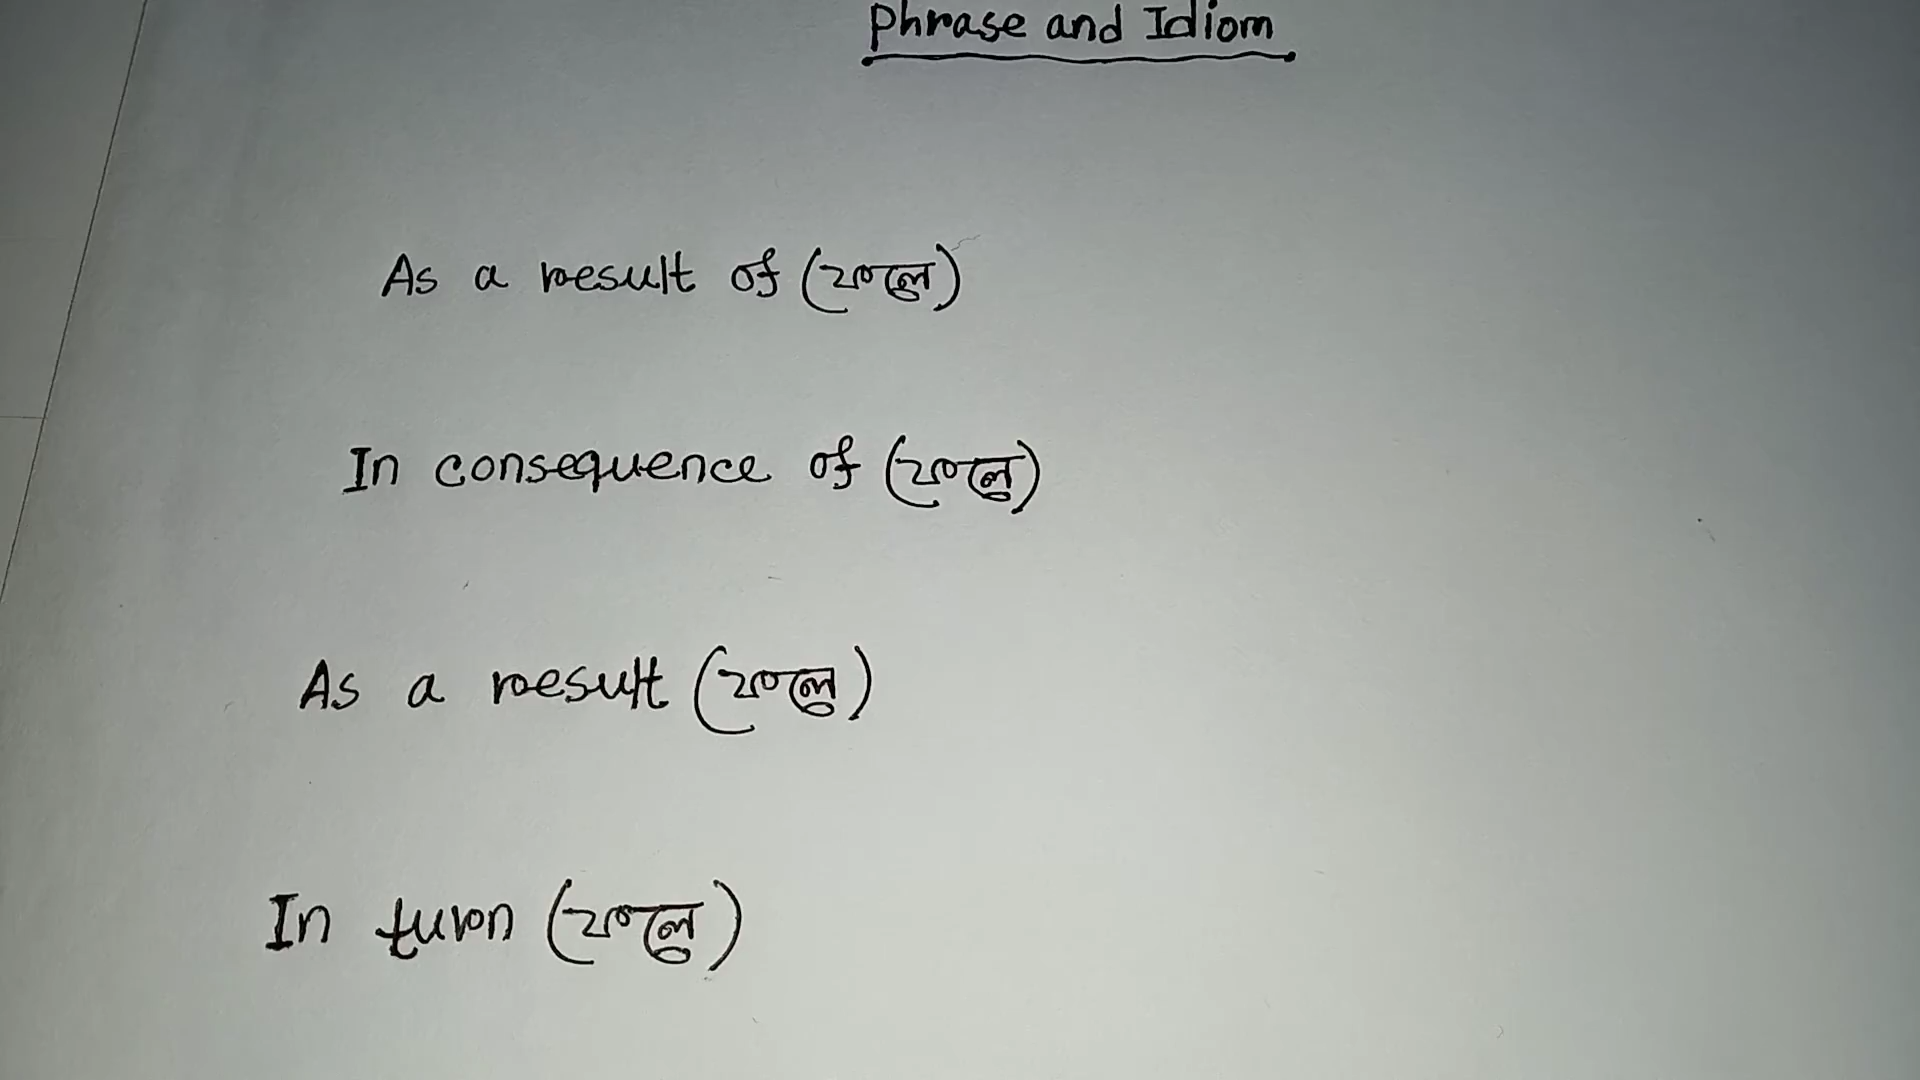 Phrase and Idiom
As a result of (ফলে)
In consequence of (ফলে)
As a result (ফলে)
In turn (ফলে)